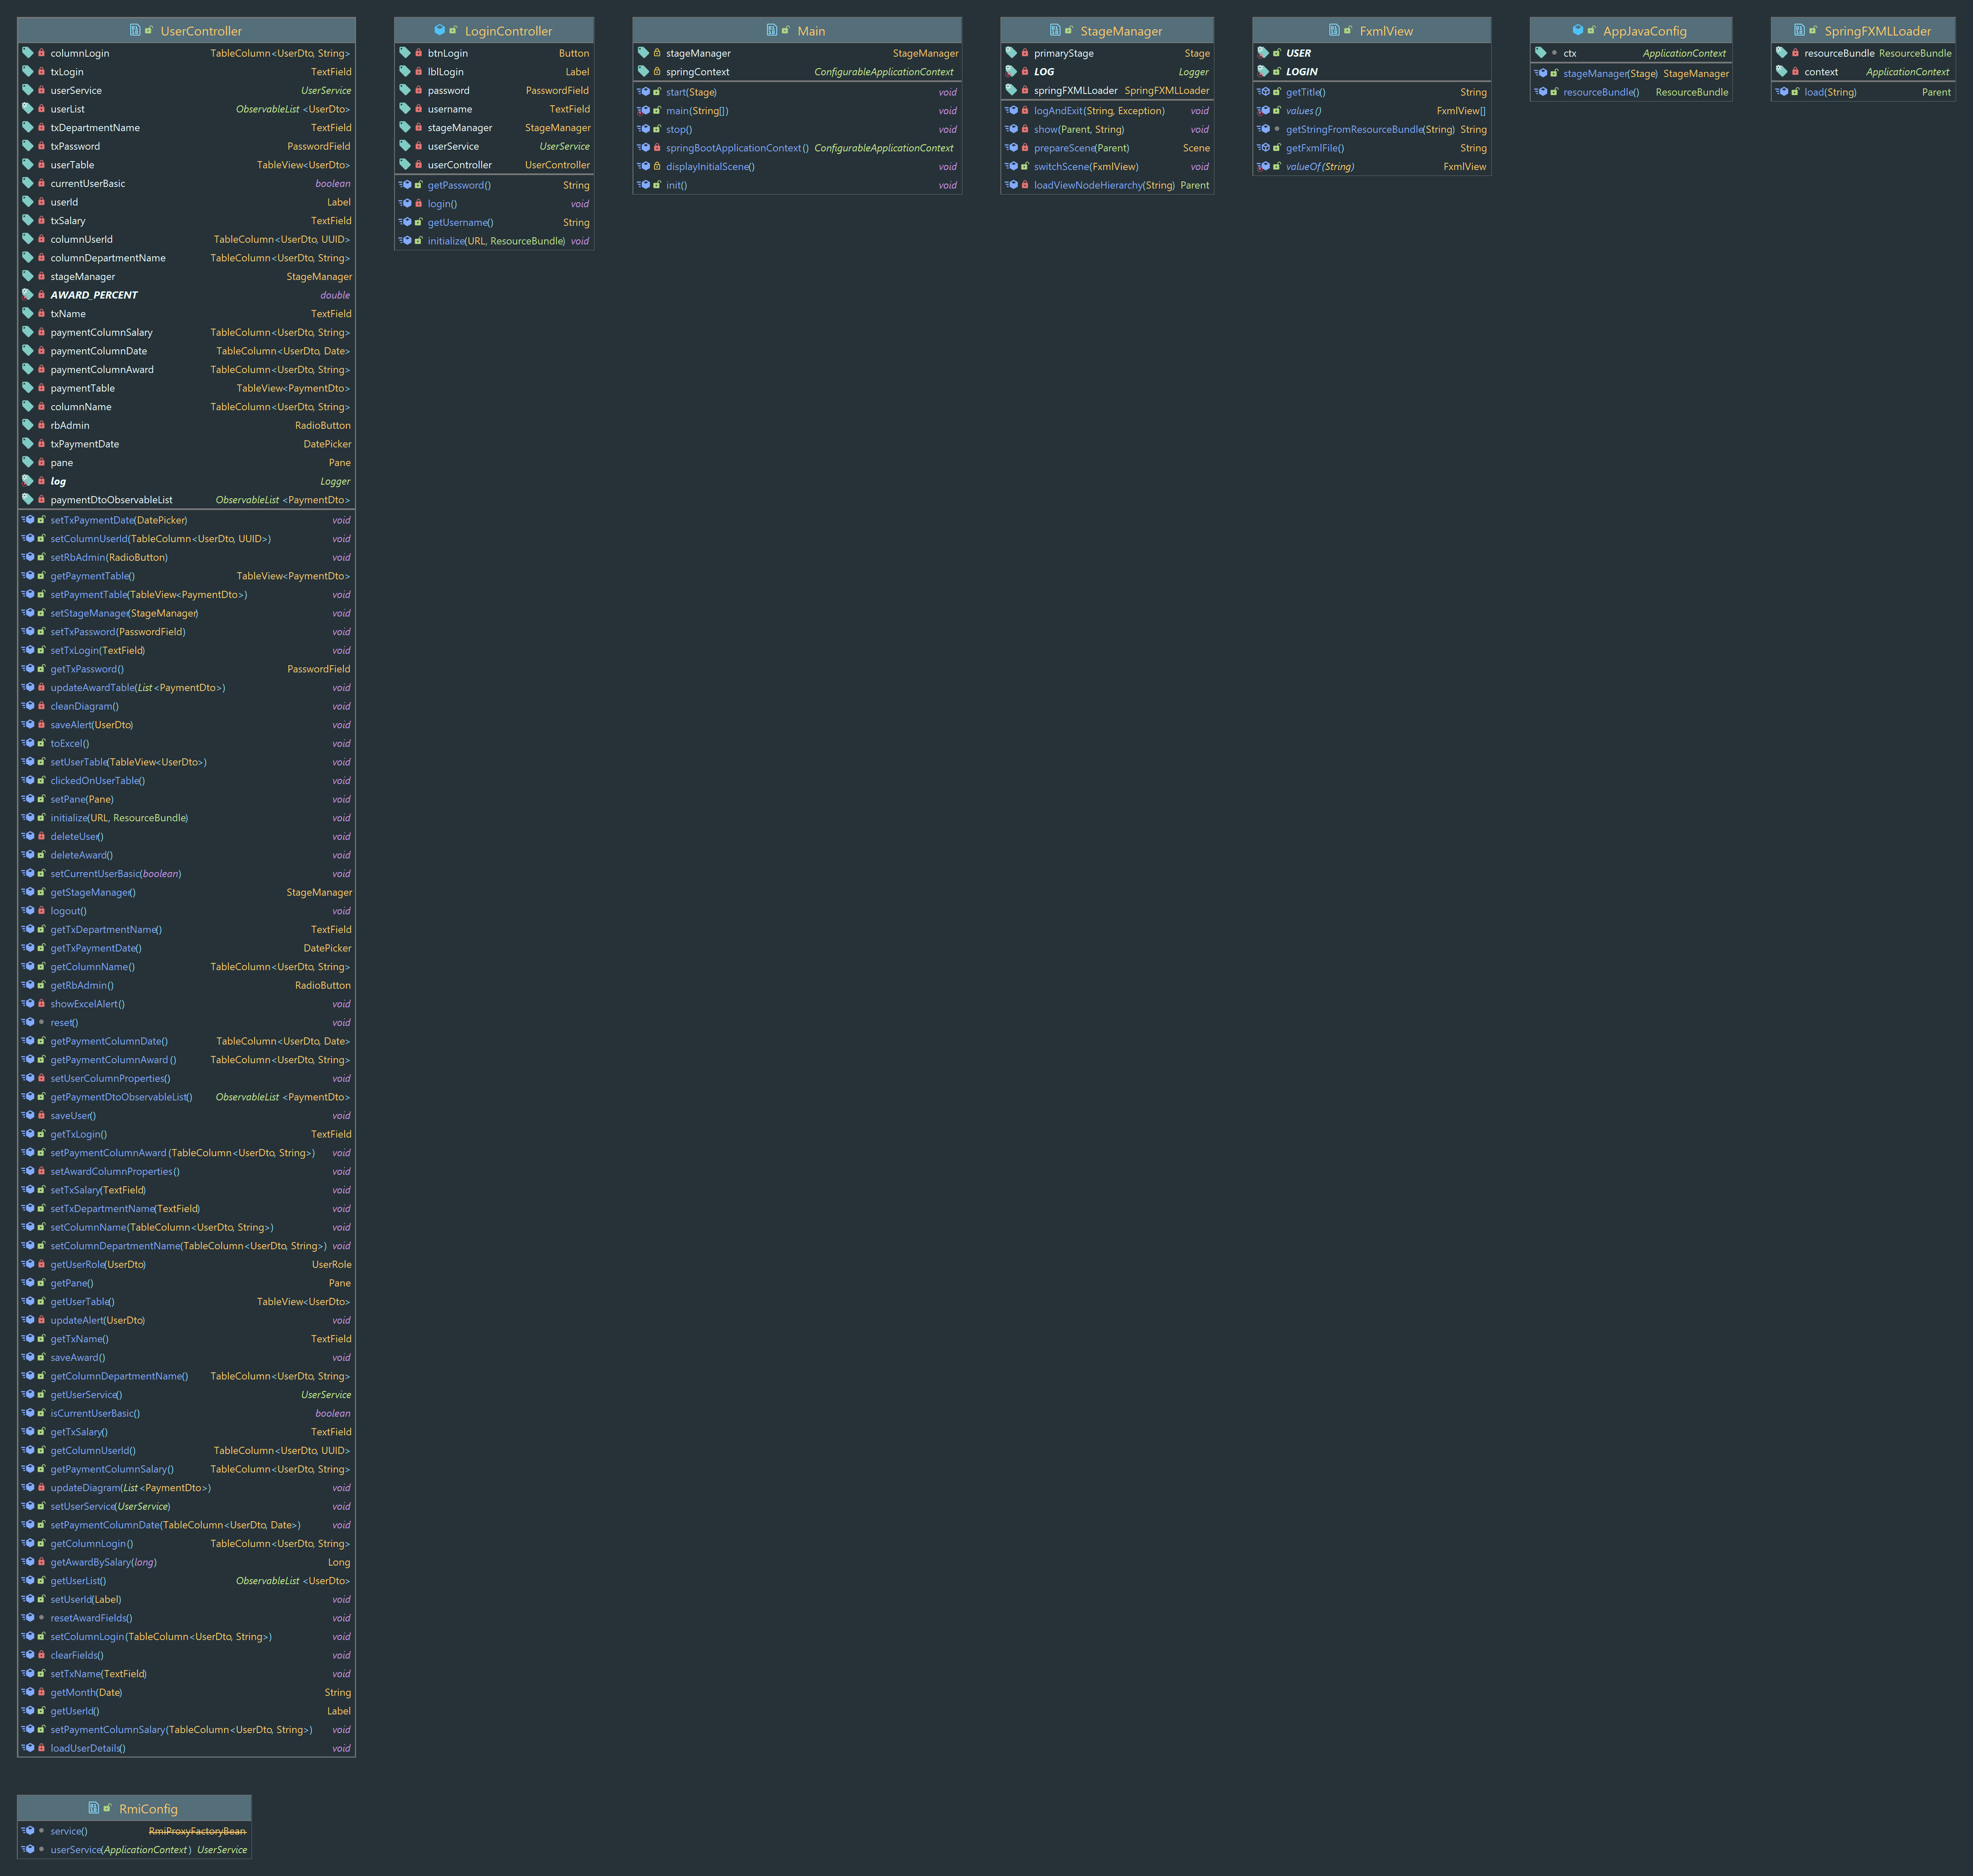 UserController
columnLogin TableColumn<UserDto, String>
txLogin TextField
userService UserService
userList ObservableList <UserDto>
txDepartmentName TextField
txPassword PasswordField
userTable TableView<UserDto>
currentUserBasic boolean
userId Label
txSalary TextField
columnUserId TableColumn<UserDto, UUID>
columnDepartmentName TableColumn<UserDto, String>
stageManager StageManager
AWARD_PERCENT double
txName TextField
paymentColumnSalary TableColumn<UserDto, String>
paymentColumnDate TableColumn<UserDto, Date>
paymentColumnAward TableColumn<UserDto, String>
paymentTable TableView<PaymentDto>
columnName TableColumn<UserDto, String>
rbAdmin RadioButton
txPaymentDate DatePicker
pane Pane
log Logger
paymentDtoObservableList ObservableList <PaymentDto>
setTxPaymentDate(DatePicker) void
setColumnUserId(TableColumn<UserDto, UUID>) void
setRbAdmin(RadioButton) void
getPaymentTable() TableView<PaymentDto>
setPaymentTable(TableView<PaymentDto>) void
setStageManager(StageManager) void
setTxPassword(PasswordField) void
setTxLogin(TextField) void
getTxPassword() PasswordField
updateAwardTable(List <PaymentDto>) void
cleanDiagram() void
saveAlert(UserDto) void
toExcel() void
setUserTable(TableView<UserDto>) void
clickedOnUserTable() void
setPane(Pane) void
initialize(URL, ResourceBundle) void
deleteUser() void
deleteAward() void
setCurrentUserBasic(boolean) void
getStageManager() StageManager
logout() void
getTxDepartmentName() TextField
getTxPaymentDate() DatePicker
getColumnName() TableColumn<UserDto, String>
getRbAdmin() RadioButton
showExcelAlert() void
reset() void
getPaymentColumnDate() TableColumn<UserDto, Date>
getPaymentColumnAward () TableColumn<UserDto, String>
setUserColumnProperties() void
getPaymentDtoObservableList() ObservableList <PaymentDto>
saveUser() void
getTxLogin() TextField
setPaymentColumnAward (TableColumn<UserDto, String>) void
setAwardColumnProperties() void
setTxSalary(TextField) void
setTxDepartmentName(TextField) void
setColumnName(TableColumn<UserDto, String>) void
setColumnDepartmentName(TableColumn<UserDto, String>) void
getUserRole(UserDto) UserRole
getPane() Pane
getUserTable() TableView<UserDto>
updateAlert(UserDto) void
getTxName() TextField
saveAward() void
getColumnDepartmentName() TableColumn<UserDto, String>
getUserService() UserService
isCurrentUserBasic() boolean
getTxSalary() TextField
getColumnUserId() TableColumn<UserDto, UUID>
getPaymentColumnSalary() TableColumn<UserDto, String>
updateDiagram(List <PaymentDto>) void
setUserService(UserService) void
setPaymentColumnDate(TableColumn<UserDto, Date>) void
getColumnLogin() TableColumn<UserDto, String>
getAwardBySalary(long) Long
getUserList() ObservableList <UserDto>
setUserId(Label) void
resetAwardFields() void
setColumnLogin(TableColumn<UserDto, String>) void
clearFields() void
setTxName(TextField) void
getMonth(Date) String
getUserId() Label
setPaymentColumnSalary(TableColumn<UserDto, String>) void
loadUserDetails() void
LoginController
btnLogin Button
lblLogin Label
password PasswordField
username TextField
stageManager StageManager
userService UserService
userController UserController
getPassword() String
login() void
getUsername() String
initialize(URL, ResourceBundle) void
Main
stageManager StageManager
springContext ConfigurableApplicationContext
start(Stage) void
main(String[]) void
stop() void
springBootApplicationContext() ConfigurableApplicationContext
displayInitialScene() void
init() void
StageManager
primaryStage Stage
LOG Logger
springFXMLLoader SpringFXMLLoader
logAndExit(String, Exception) void
show(Parent, String) void
prepareScene(Parent) Scene
switchScene(FxmlView) void
loadViewNodeHierarchy(String) Parent
FxmlView
USER
LOGIN
getTitle() String
values () FxmlView[]
getStringFromResourceBundle(String) String
getFxmlFile() String
valueOf(String) FxmlView
AppJavaConfig
ctx ApplicationContext
stageManager(Stage) StageManager
resourceBundle() ResourceBundle
SpringFXMLLoader
resourceBundle ResourceBundle
context ApplicationContext
load(String) Parent
RmiConfig
service() RmiProxyFactoryBean
userService(ApplicationContext) UserService